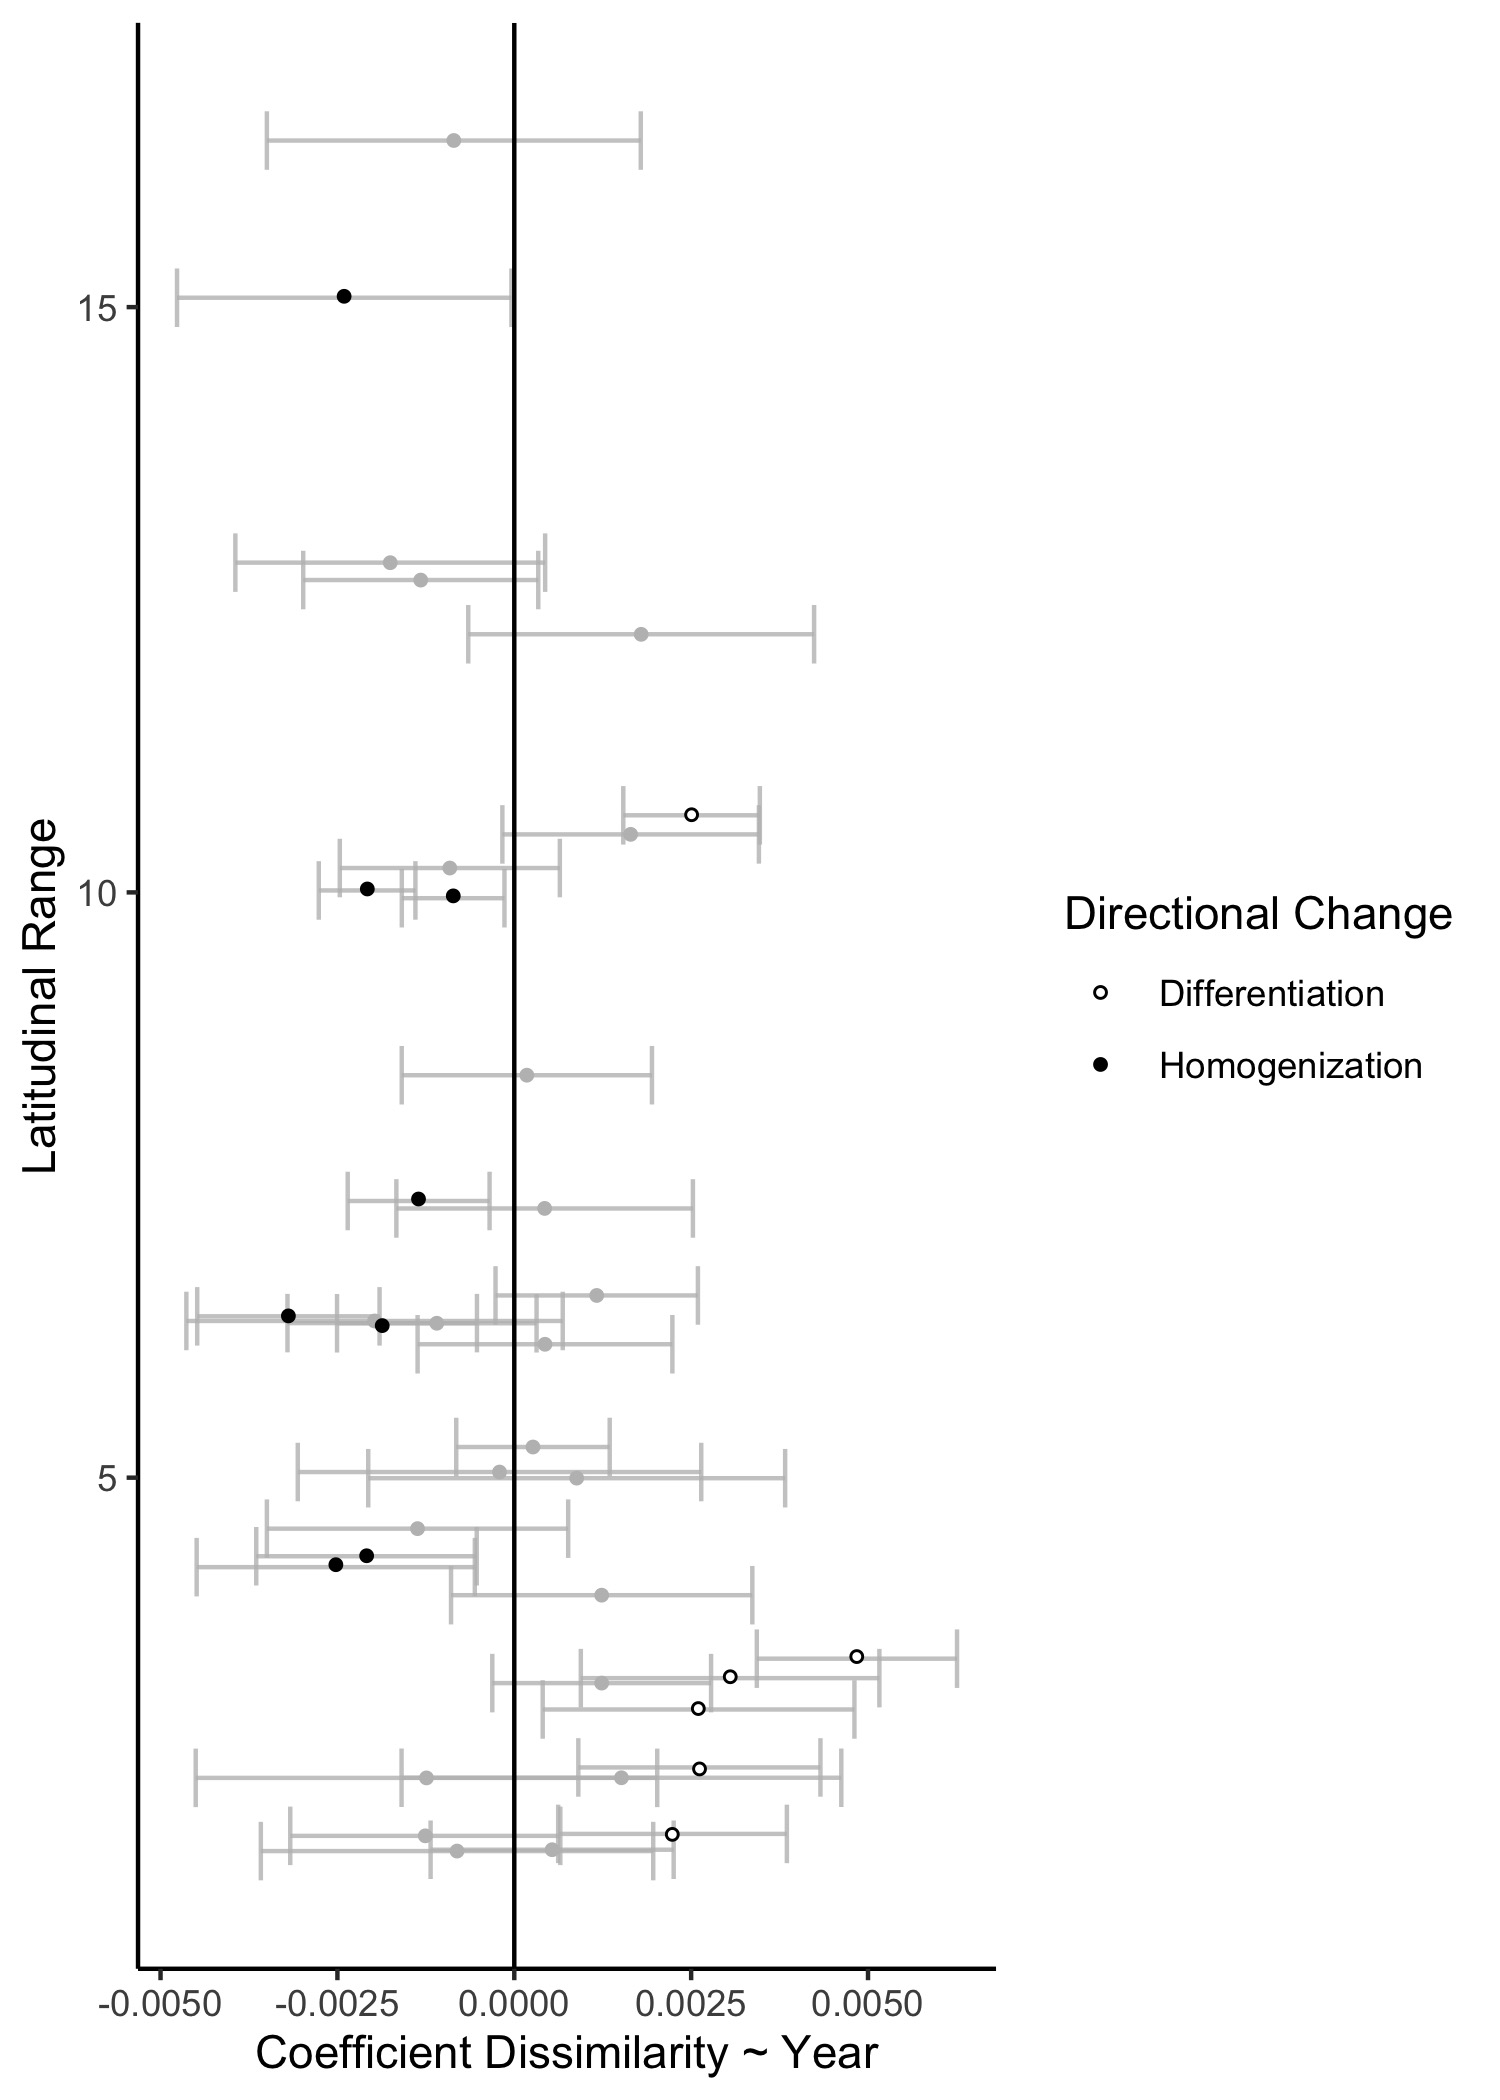 15
10
5
Latitudinal Range
-0.0050 -0.0025 0.0000 0.0025 0.0050
Coefficient Dissimilarity ~ Year
Directional Change
Differentiation
Homogenization